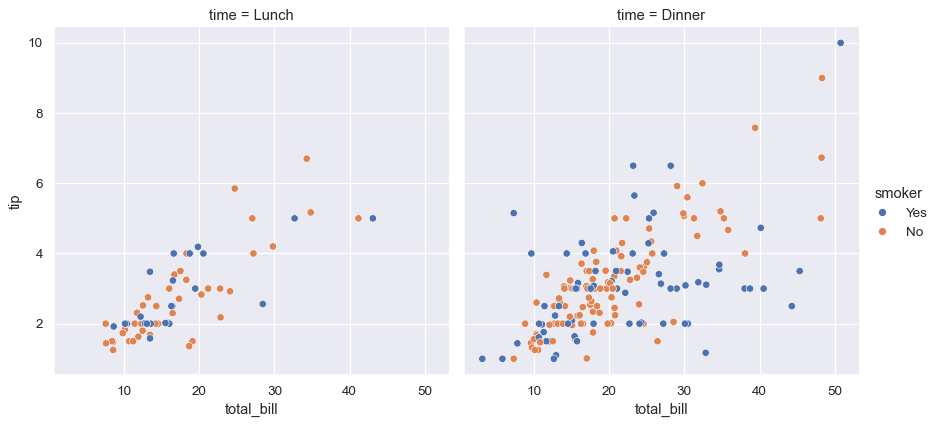 time = Lunch
time = Dinner
10
8
6
4
2
tip
10 20 30 40 50
10 20 30 40 50
total_bill
total_bill
smoker
Yes
No